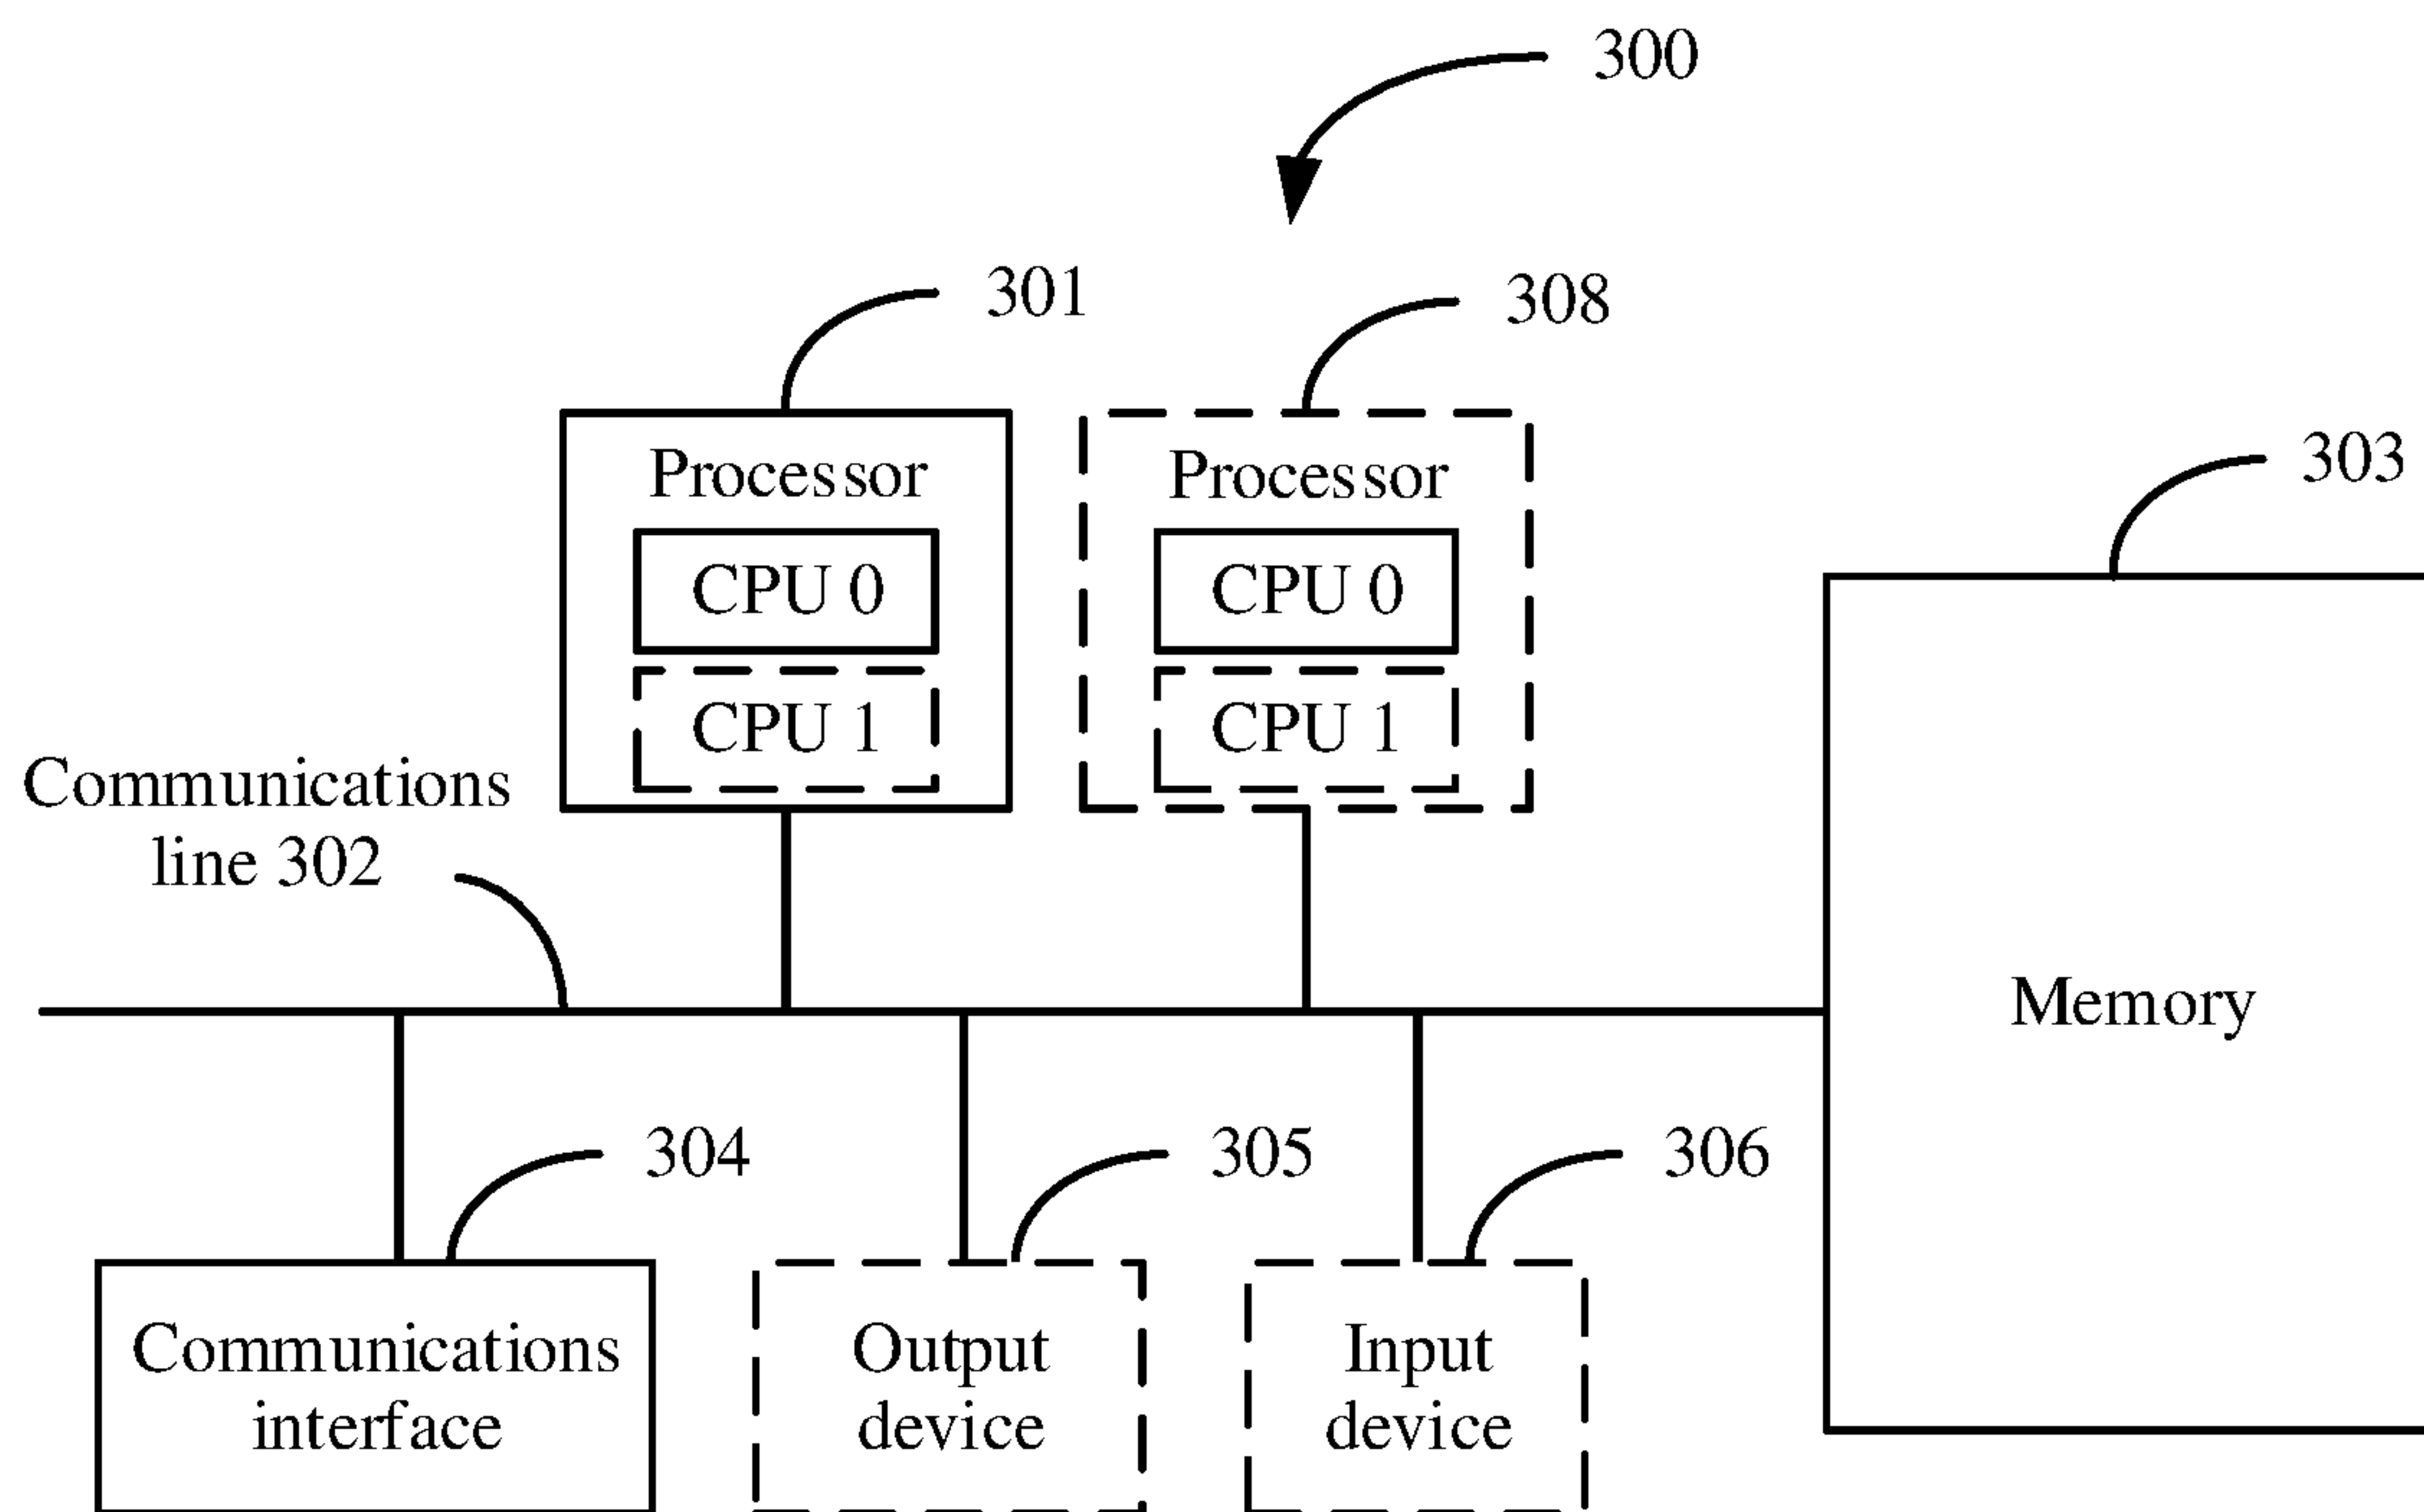 300
301
308
303
Processor
Processor
CPU 0
CPU 0
CPU 1
CPU 1
Communications
line 302
Memory
304
305
306
Communications
interface
Output
device
Input
device